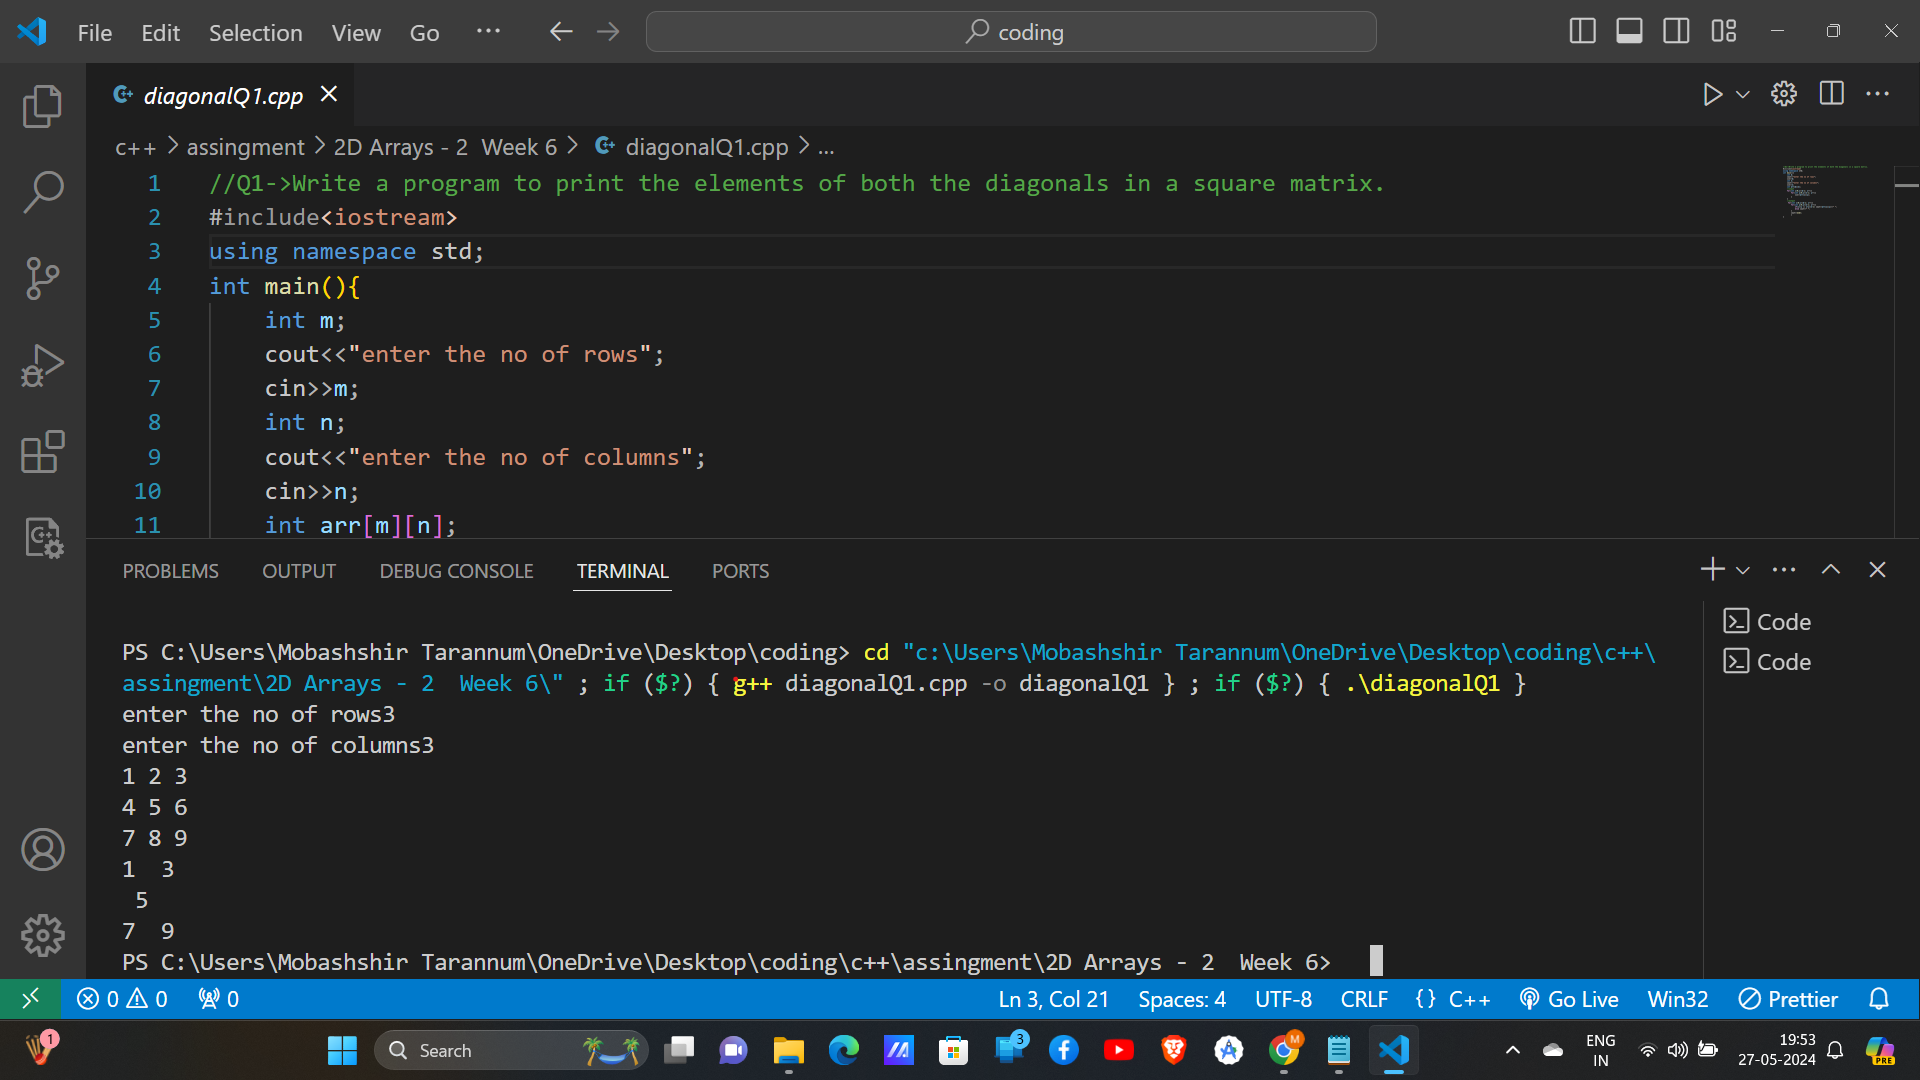 File Edit Selection View Go ... coding
diagonalQ1.cpp
c++ > assingment > 2D Arrays - 2 Week 6 > diagonalQ1.cpp > ...
1 //Q1->Write a program to print the elements of both the diagonals in a square matrix.
2 #include<iostream>
3 using namespace std;
4 int main(){
5 int m;
6 cout<<"enter the no of rows";
7 cin>>m;
8 int n;
9 cout<<"enter the no of columns";
10 cin>>n;
11 int arr[m][n];
PROBLEMS OUTPUT DEBUG CONSOLE TERMINAL PORTS
Code
Code
PS C:\Users\Mobashshir Tarannum\OneDrive\Desktop\coding> cd "c:\Users\Mobashshir Tarannum\OneDrive\Desktop\coding\c++\
assingment\2D Arrays - 2  Week 6\" ; if ($?) { g++ diagonalQ1.cpp -o diagonalQ1 } ; if ($?) { .\diagonalQ1 }
enter the no of rows3
enter the no of columns3
1 2 3
4 5 6
7 8 9
1  3
 5
7  9
PS C:\Users\Mobashshir Tarannum\OneDrive\Desktop\coding\c++\assingment\2D Arrays - 2  Week 6>
0 0 0 Ln 3, Col 21 Spaces: 4 UTF-8 CRLF {} C++ Go Live Win32 Prettier
1 Search 3 M ENG 19:53
IN 27-05-2024 PRE